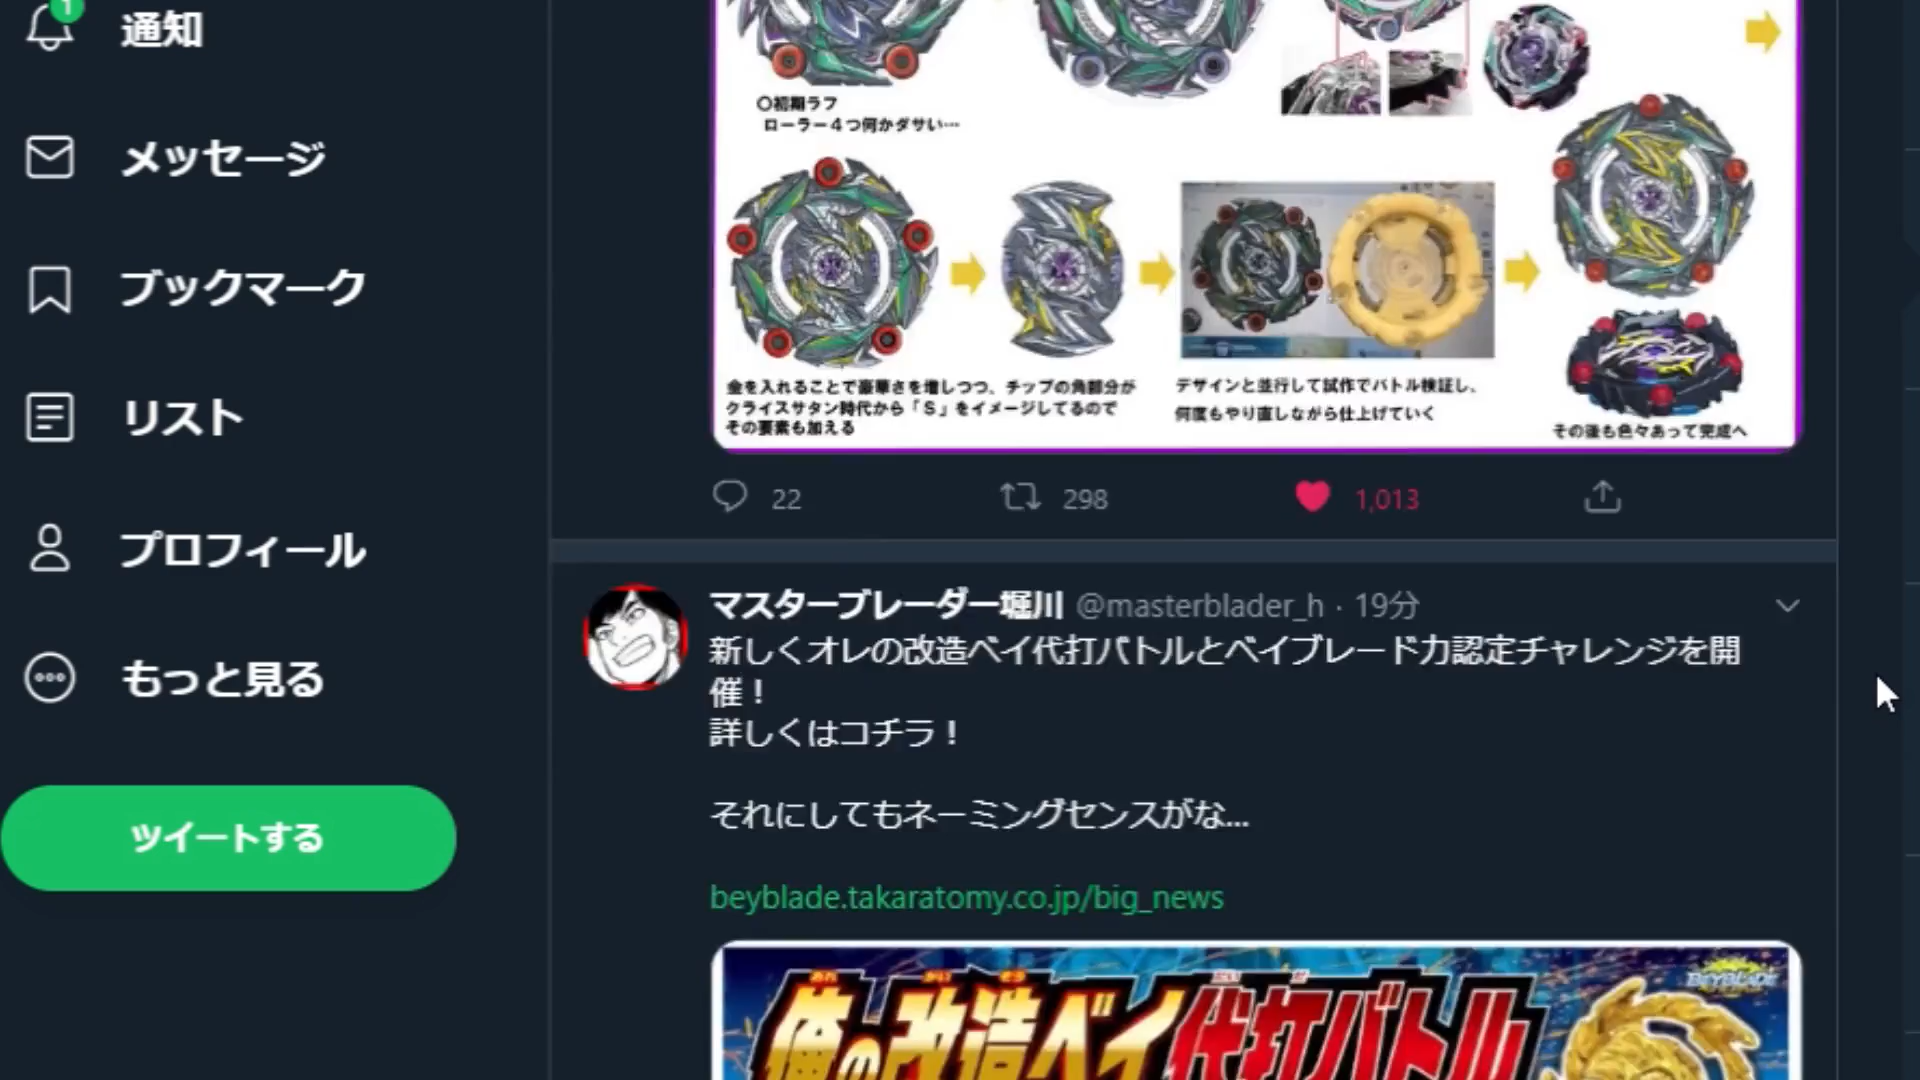 1
通知
メッセージ
ブックマーク
リスト
プロフィール
もっと見る
ツイートする
〇初期ラフ
ローラー４つ何かダサい…
金を入れることで豪華さを増しつつ、チップの角部分が
クライスサタン時代から「Ｓ」をイメージしてるので
その要素も加える
デザインと並行して試作でバトル検証し、
何度もやり直しながら仕上げていく
その後も色々あって完成へ
22
298
1,013
マスターブレーダー堀川 @masterblader_h · 19分
新しくオレの改造ベイ代打バトルとベイブレード力認定チャレンジを開
催！
詳しくはコチラ！
それにしてもネーミングセンスがな...
beyblade.takaratomy.co.jp/big_news
BEYBLADE
おれ かい ぞう だい だ
俺の改造ベイ代打バトル